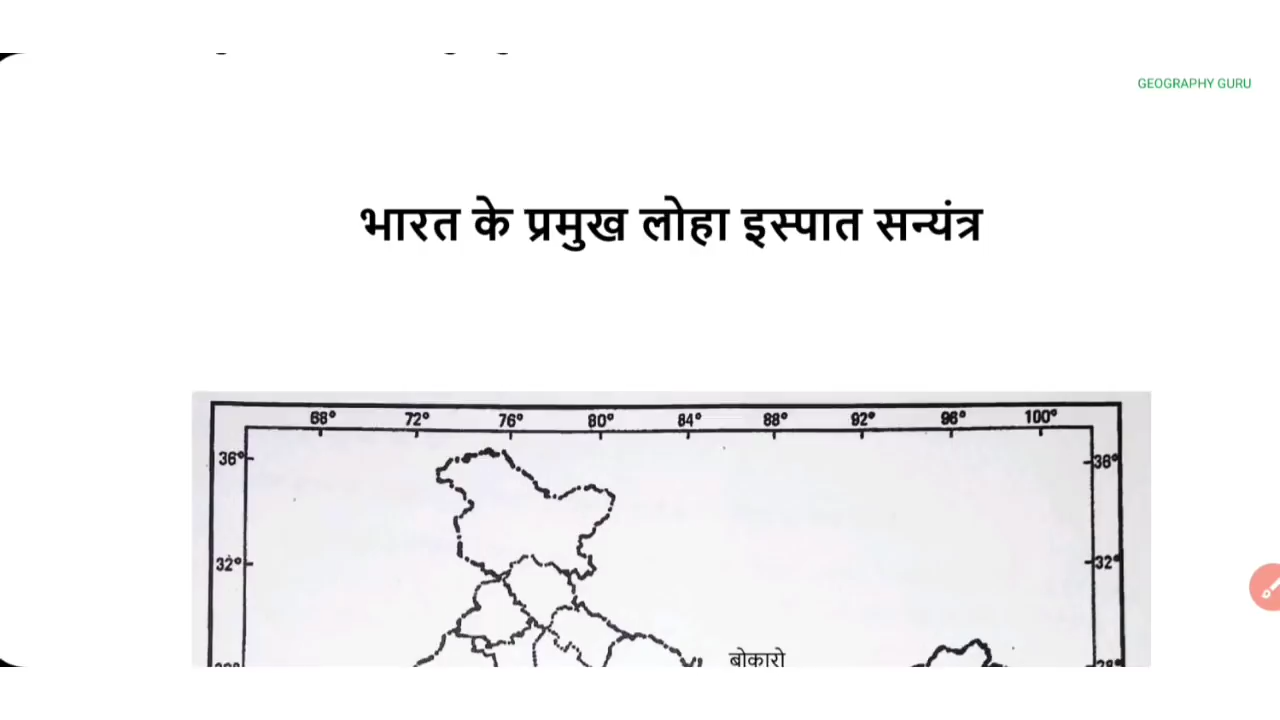 GEOGRAPHY GURU
भारत के प्रमुख लोहा इस्पात सन्यंत्र
68° 72° 76° 80° 84° 88° 92° 96° 100°
36° 36°
32° 32°
बोकारो